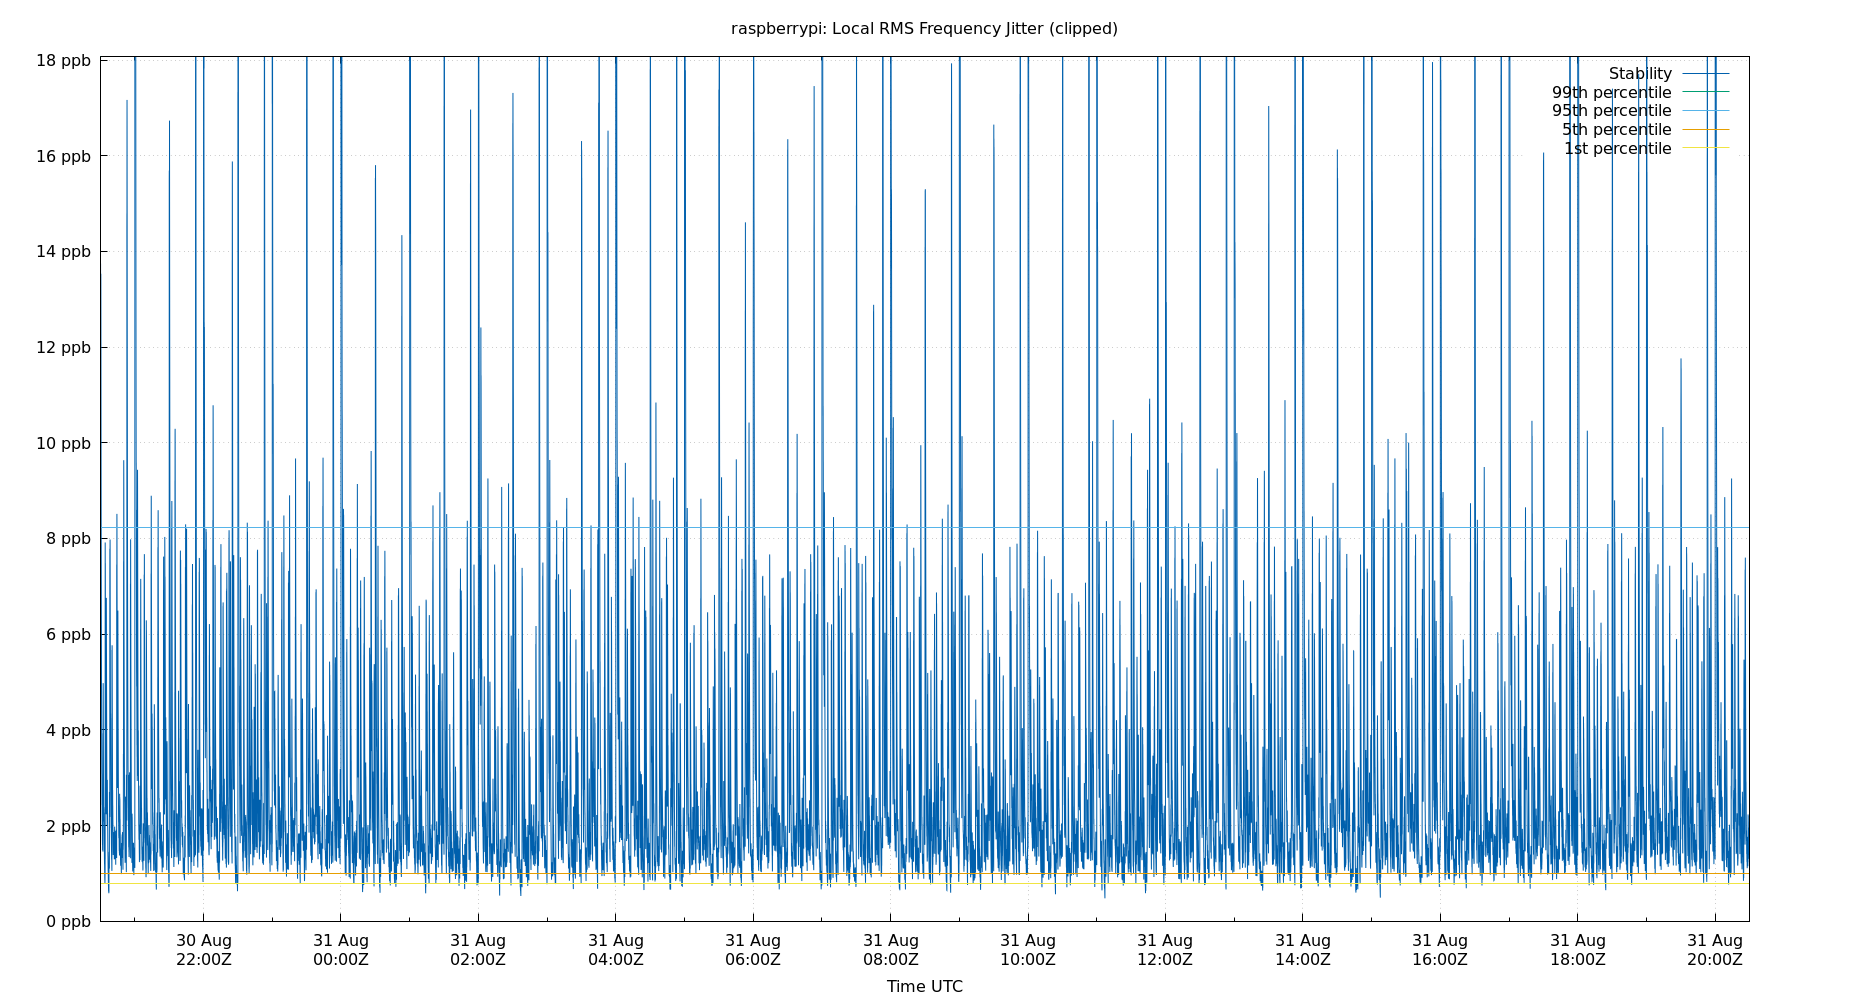 raspberrypi: Local RMS Frequency Jitter (clipped)
18 ppb
16 ppb
14 ppb
12 ppb
10 ppb
8 ppb
6 ppb
4 ppb
2 ppb
0 ppb
Stability
99th percentile
95th percentile
5th percentile
1st percentile
30 Aug 31 Aug 31 Aug 31 Aug 31 Aug 31 Aug 31 Aug 31 Aug 31 Aug 31 Aug 31 Aug 31 Aug
22:00Z 00:00Z 02:00Z 04:00Z 06:00Z 08:00Z 10:00Z 12:00Z 14:00Z 16:00Z 18:00Z 20:00Z
Time UTC